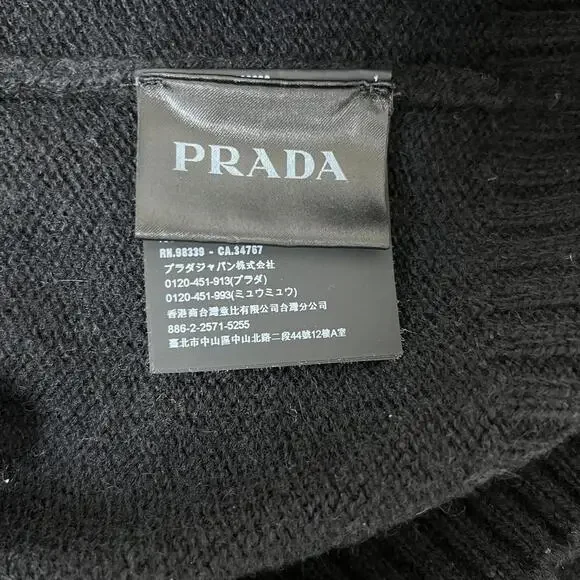 PRADA
RN.98339 - CA.34767
プラダジャパン株式会社
0120-451-913(プラダ)
0120-451-993(ミュウミュウ)
香港商台灣意比有限公司台灣分公司
886-2-2571-5255
臺北市中山區中山北路二段44號12樓A室